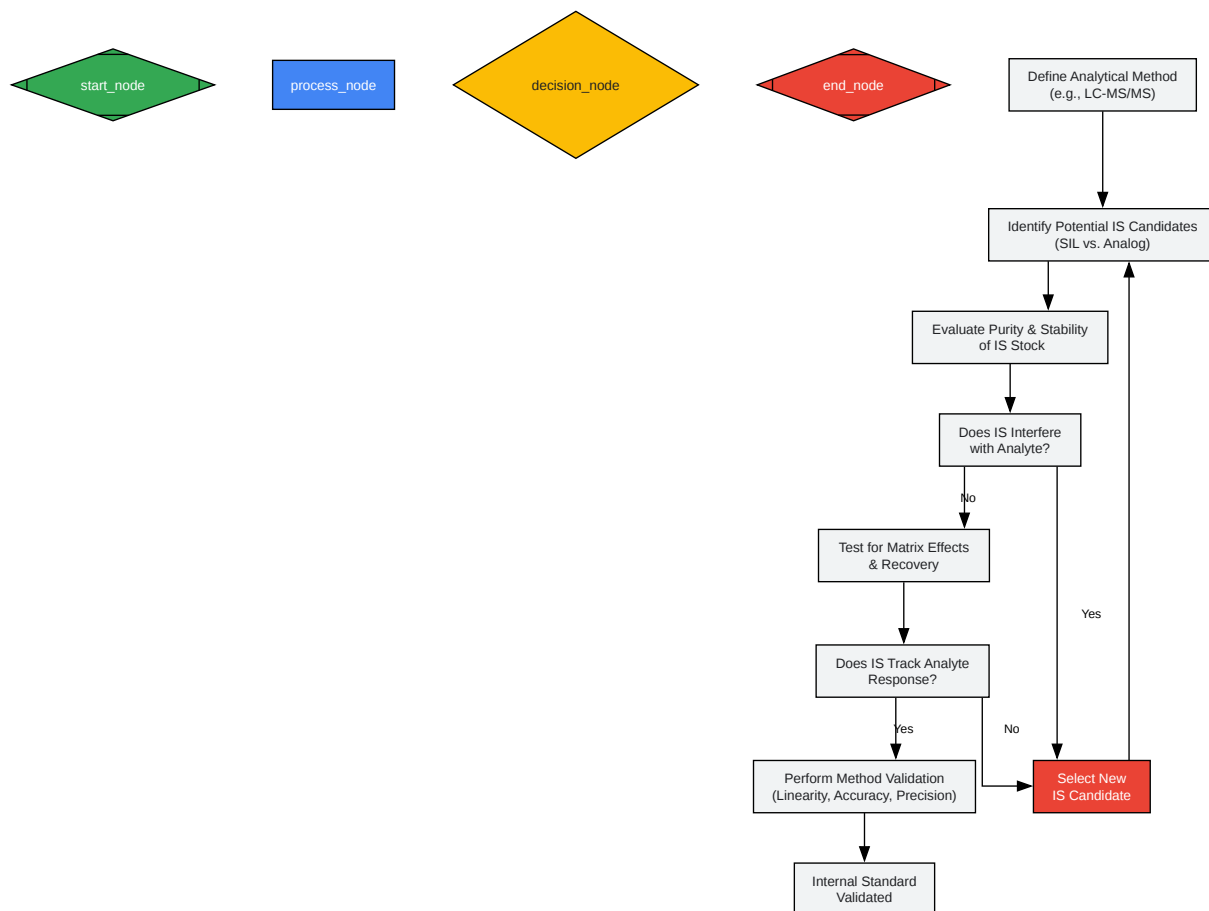 start_node
process_node
decision_node
end_node
Define Analytical Method
(e.g., LC-MS/MS)
Identify Potential IS Candidates
(SIL vs. Analog)
Evaluate Purity & Stability
of IS Stock
Does IS Interfere
with Analyte?
No
Test for Matrix Effects
& Recovery
Yes
Does IS Track Analyte
Response?
Yes
No
Perform Method Validation
(Linearity, Accuracy, Precision)
Select New
IS Candidate
Internal Standard
Validated